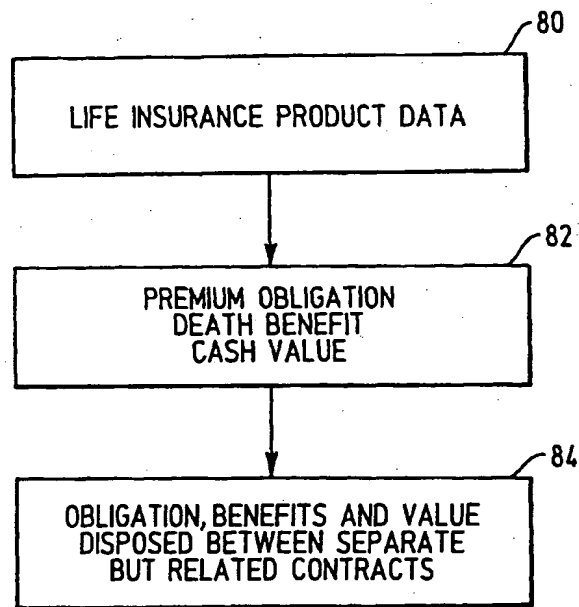 80
LIFE INSURANCE PRODUCT DATA
82
PREMIUM OBLIGATION
DEATH BENEFIT
CASH VALUE
84
OBLIGATION, BENEFITS AND VALUE
DISPOSED BETWEEN SEPARATE
BUT RELATED CONTRACTS